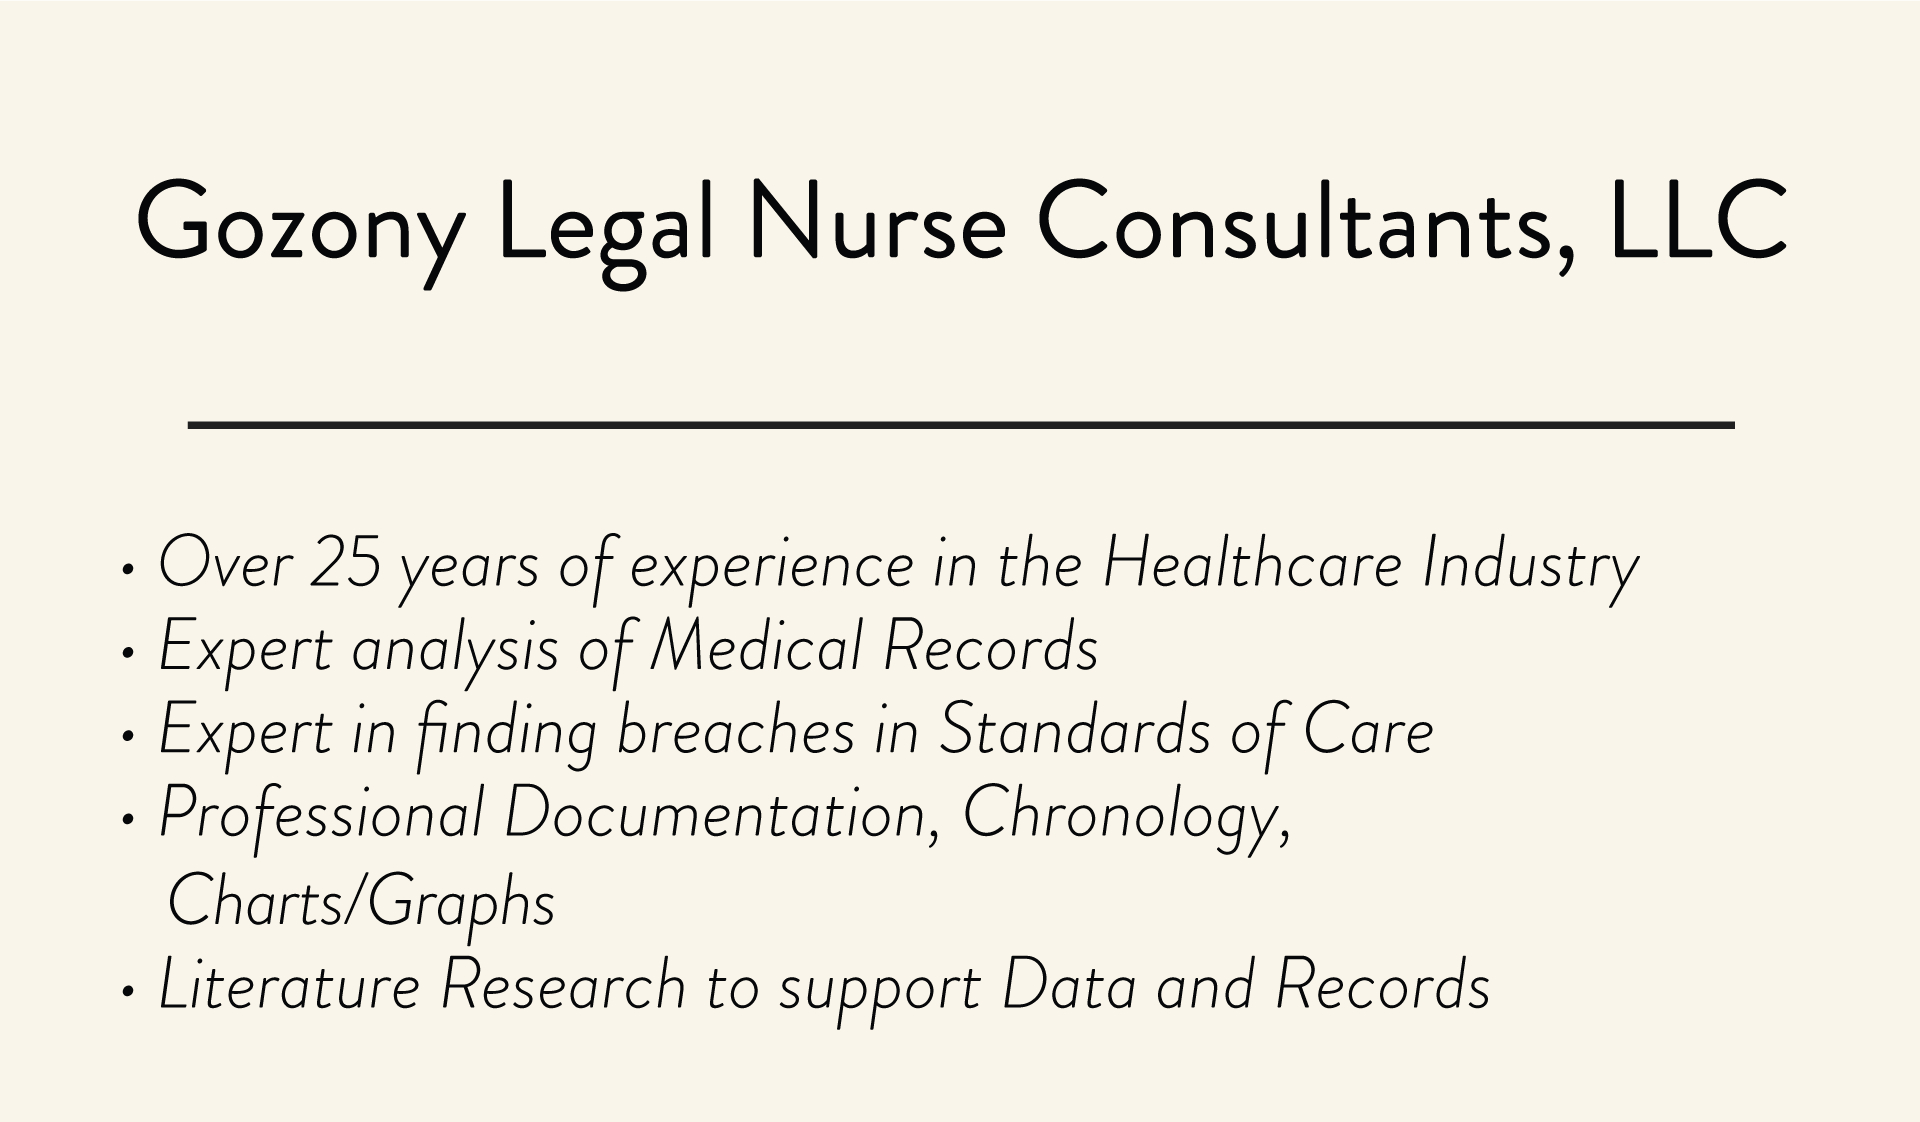 Gozony Legal Nurse Consultants, LLC
• Over 25 years of experience in the Healthcare Industry
• Expert analysis of Medical Records
• Expert in finding breaches in Standards of Care
• Professional Documentation, Chronology,
Charts/Graphs
• Literature Research to support Data and Records